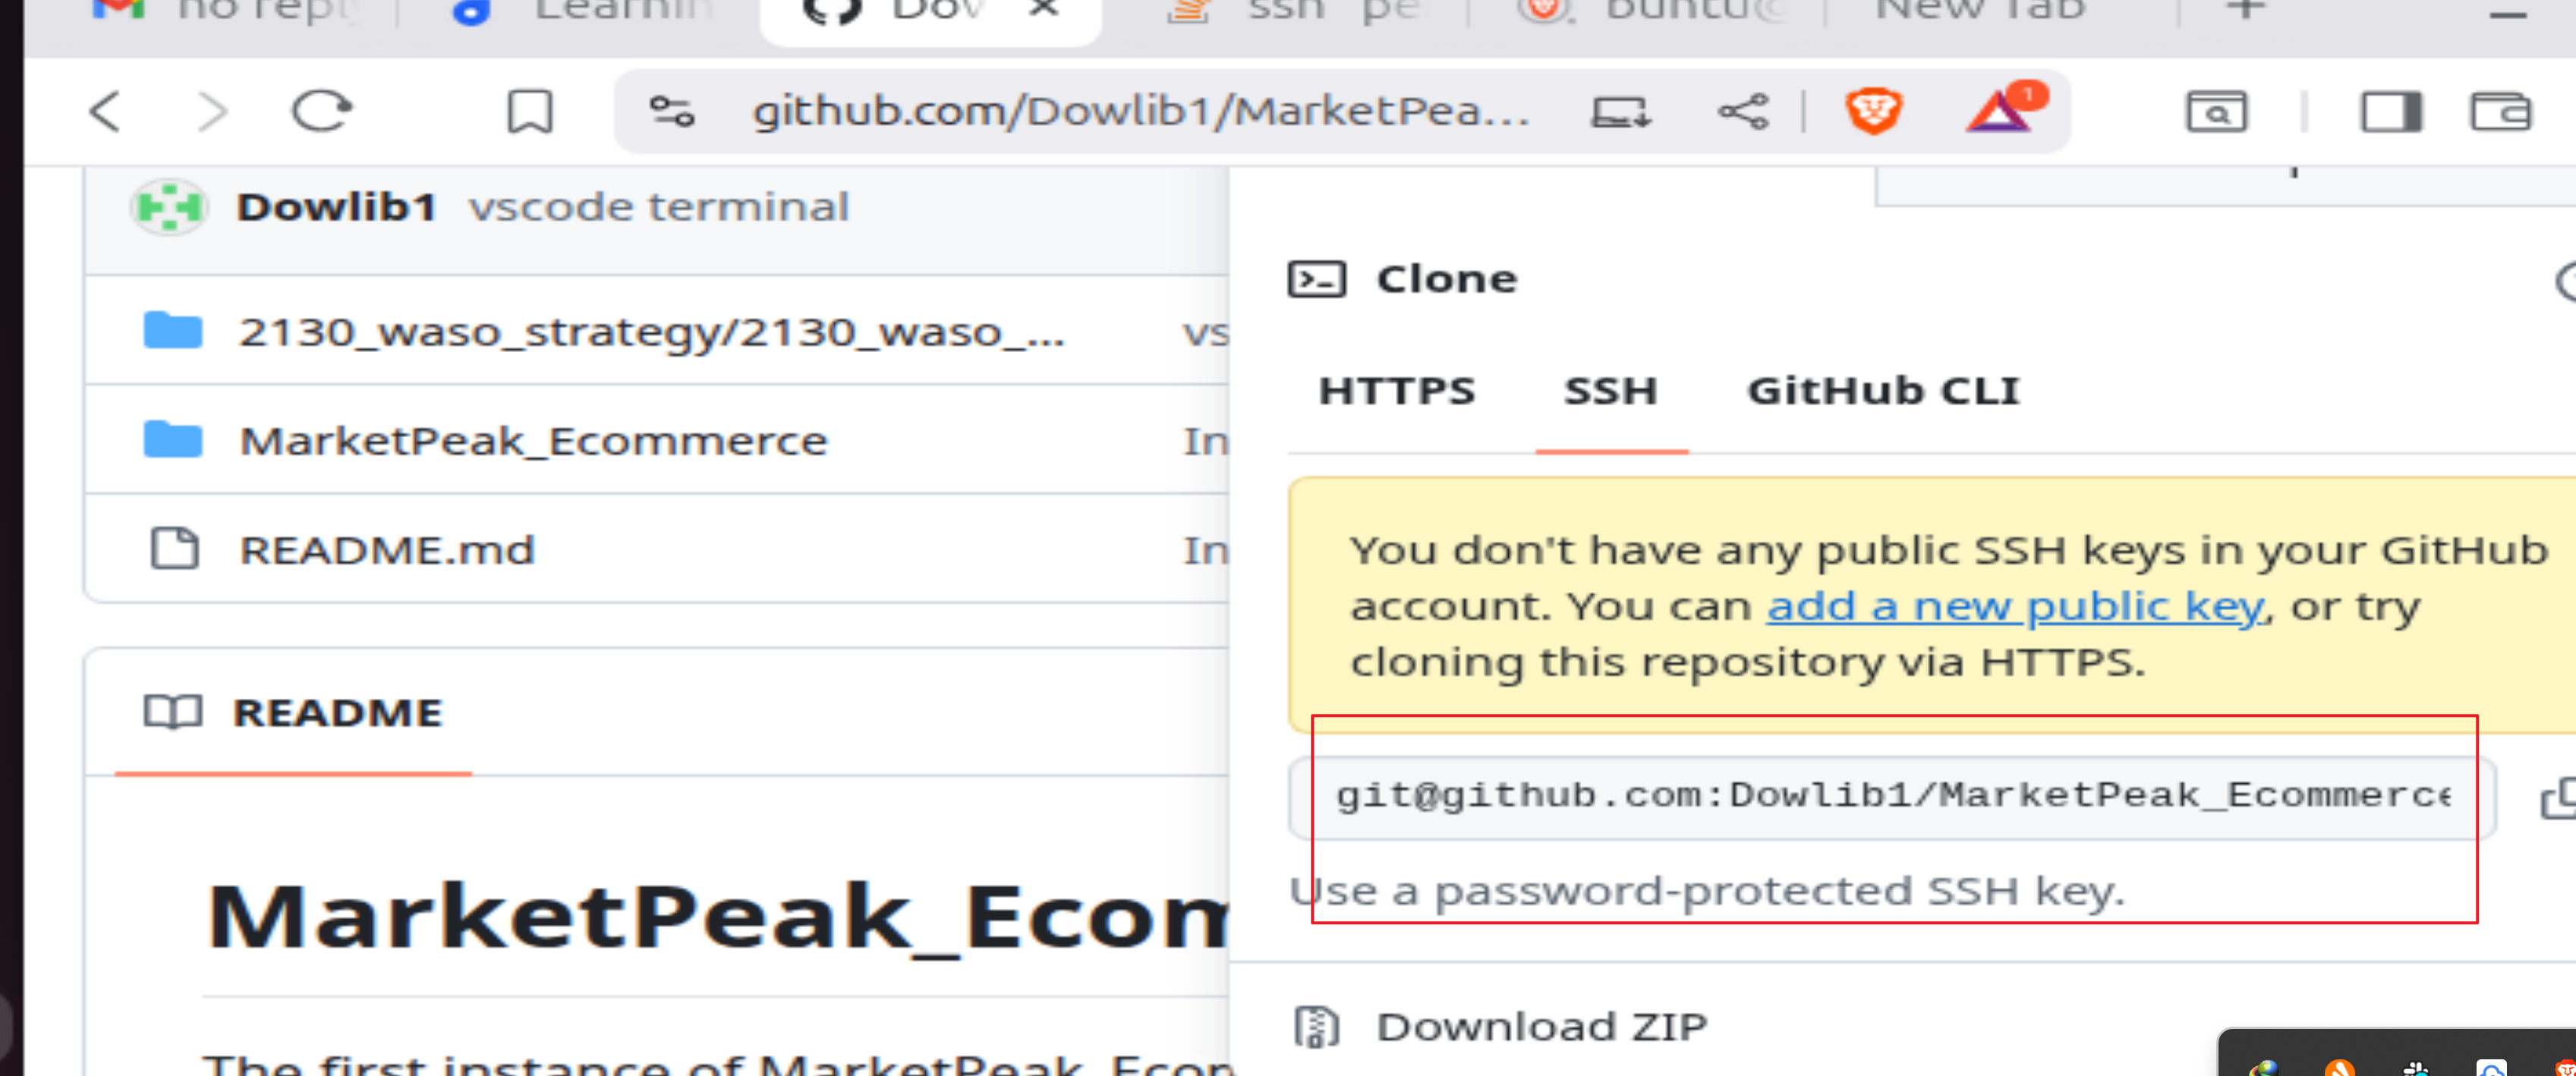 no repl
Learnin
Dov
ssh pe
buntu@
New Tab
github.com/Dowlib1/MarketPea...
1
Dowlib1 vscode terminal
2130_waso_strategy/2130_waso_... vs
MarketPeak_Ecommerce In
README.md In
README
MarketPeak_Ecom
The first instance of MarketPeak_Ecom
Clone
HTTPS SSH GitHub CLI
You don't have any public SSH keys in your GitHub
account. You can add a new public key, or try
cloning this repository via HTTPS.
git@github.com:Dowlib1/MarketPeak_Ecommerce
Use a password-protected SSH key.
Download ZIP